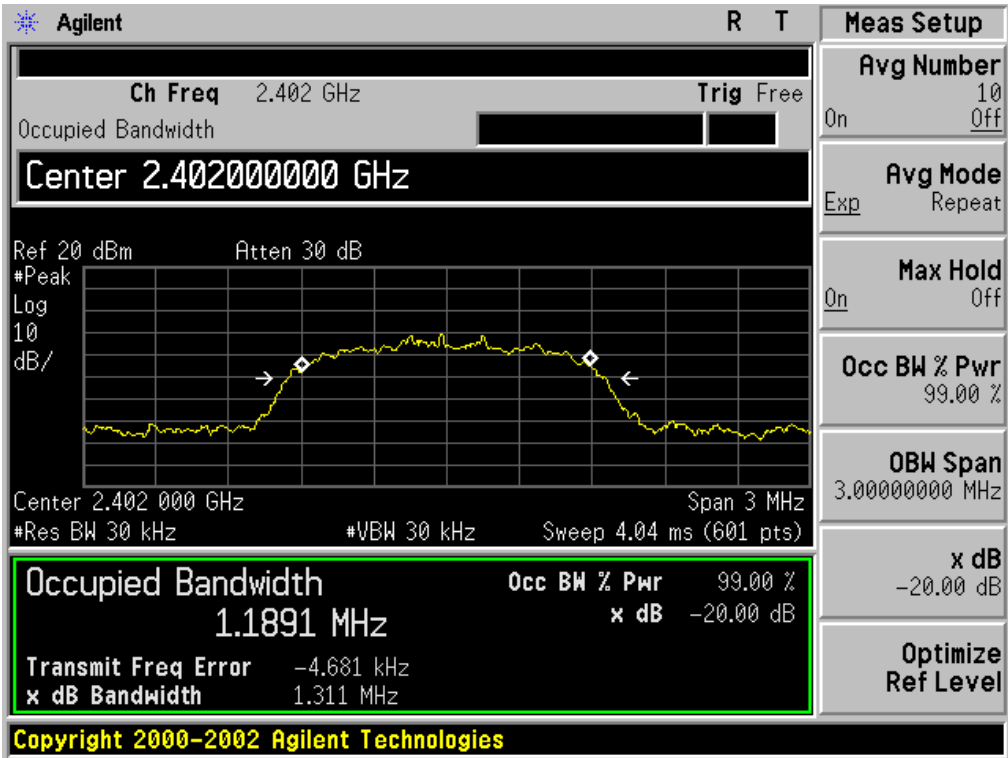 Agilent R T
Ch Freq 2.402 GHz Trig Free
Occupied Bandwidth
Center 2.402000000 GHz
Ref 20 dBm Atten 30 dB
#Peak
Log
10
dB/
Center 2.402 000 GHz Span 3 MHz
#Res BW 30 kHz #VBW 30 kHz Sweep 4.04 ms (601 pts)
Occupied Bandwidth Occ BW % Pwr 99.00 %
1.1891 MHz x dB -20.00 dB
Transmit Freq Error -4.681 kHz
x dB Bandwidth 1.311 MHz
Copyright 2000-2002 Agilent Technologies
Meas Setup
Avg Number
10
On Off
Avg Mode
Exp Repeat
Max Hold
On Off
Occ BW % Pwr
99.00 %
OBW Span
3.00000000 MHz
x dB
-20.00 dB
Optimize
Ref Level